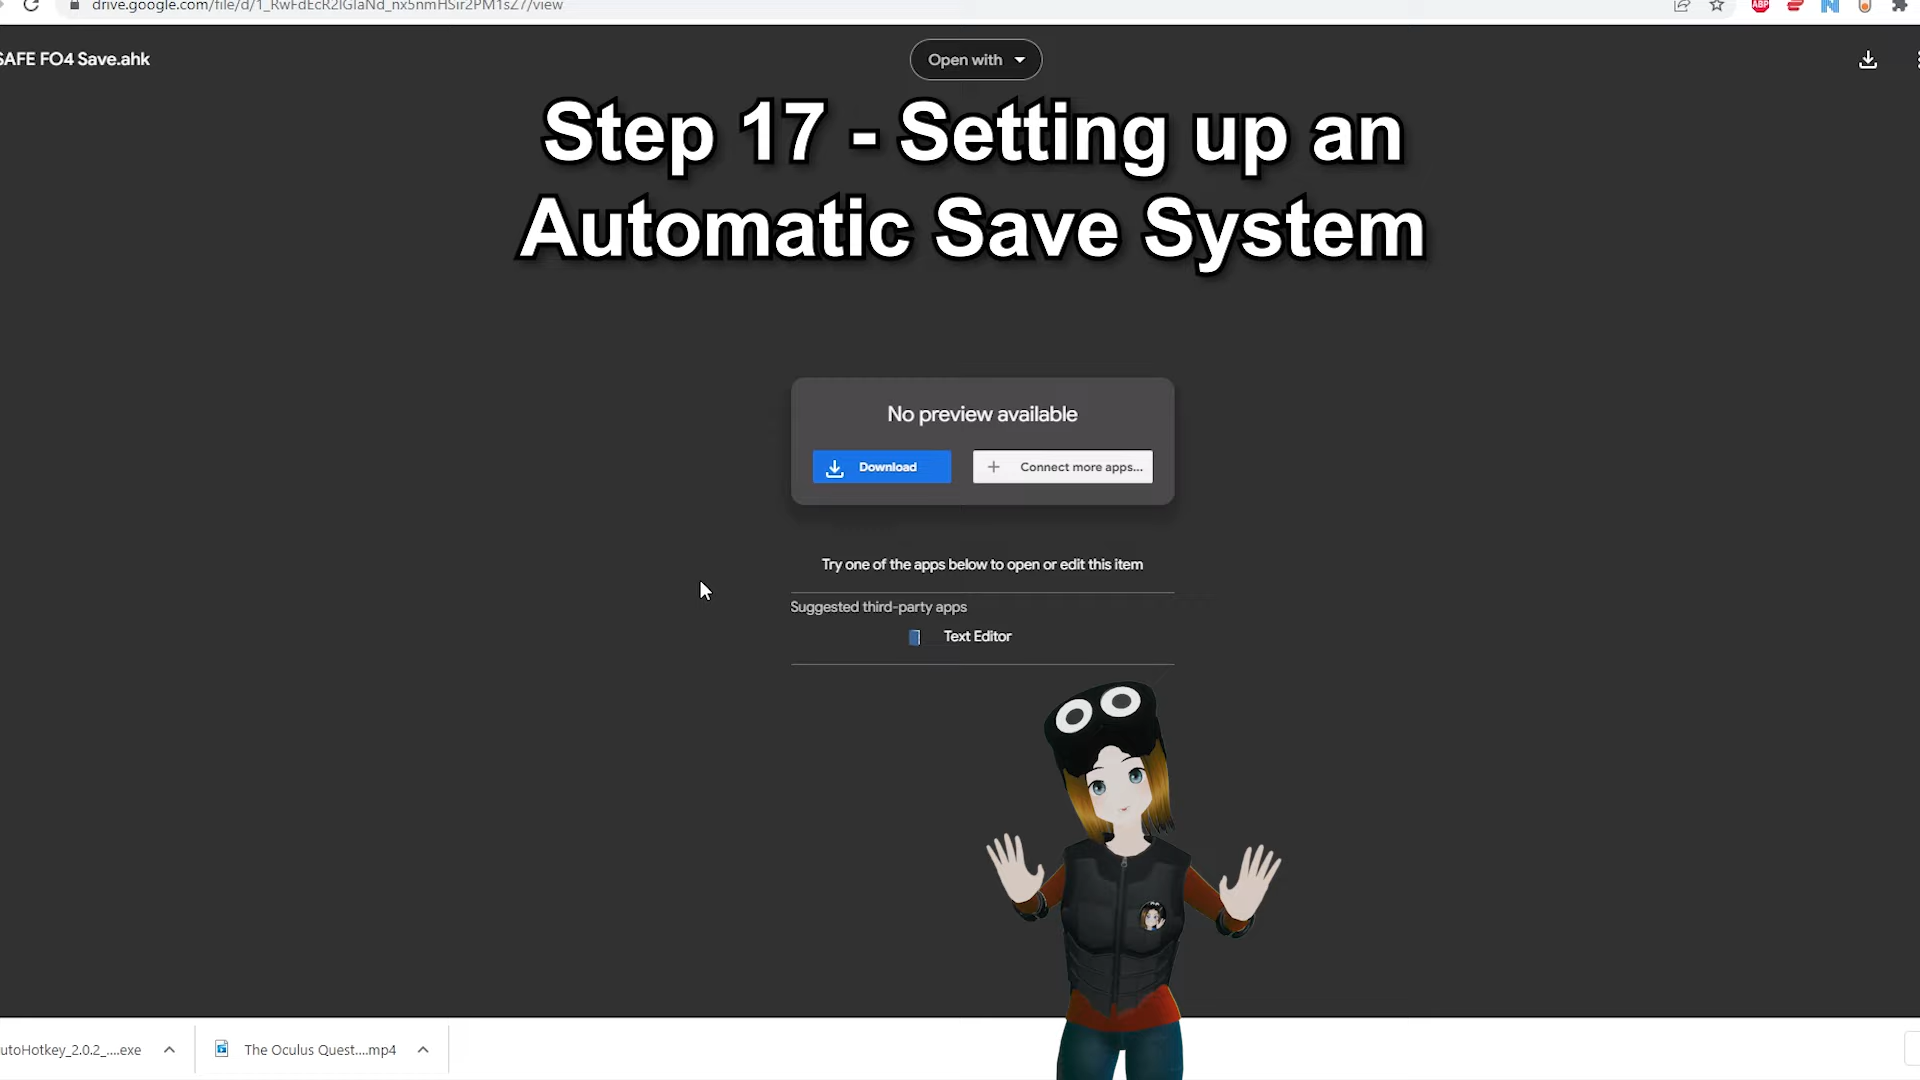 drive.google.com/file/d/1_RwFdEcR2lGlaNd_nx5nmHSir2PM1sZ7/view
ABP
SAFE FO4 Save.ahk
Open with
Step 17 - Setting up an
Automatic Save System
No preview available
Download
Connect more apps...
Try one of the apps below to open or edit this item
Suggested third-party apps
Text Editor
utoHotkey_2.0.2_....exe
The Oculus Quest....mp4